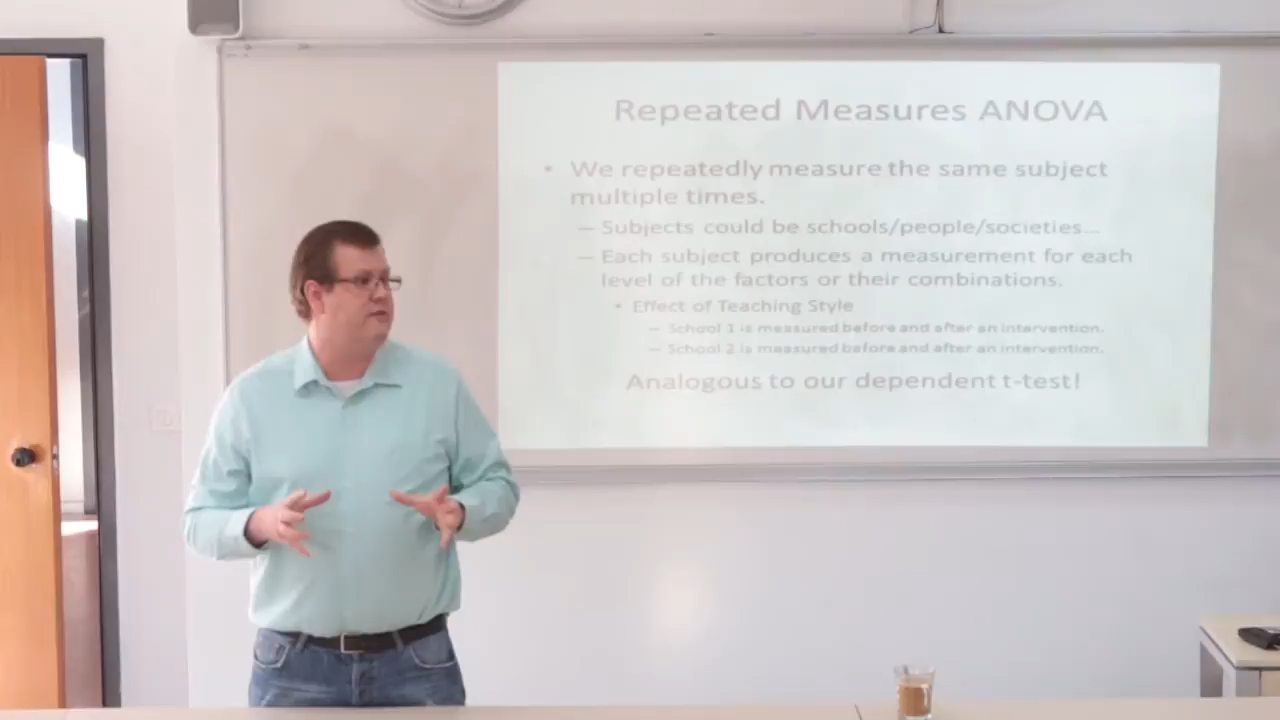 Repeated Measures ANOVA
• We repeatedly measure the same subject
multiple times.
– Subjects could be schools/people/societies…
– Each subject produces a measurement for each
level of the factors or their combinations.
• Effect of Teaching Style
– School 1 is measured before and after an intervention.
– School 2 is measured before and after an intervention.
Analogous to our dependent t-test!